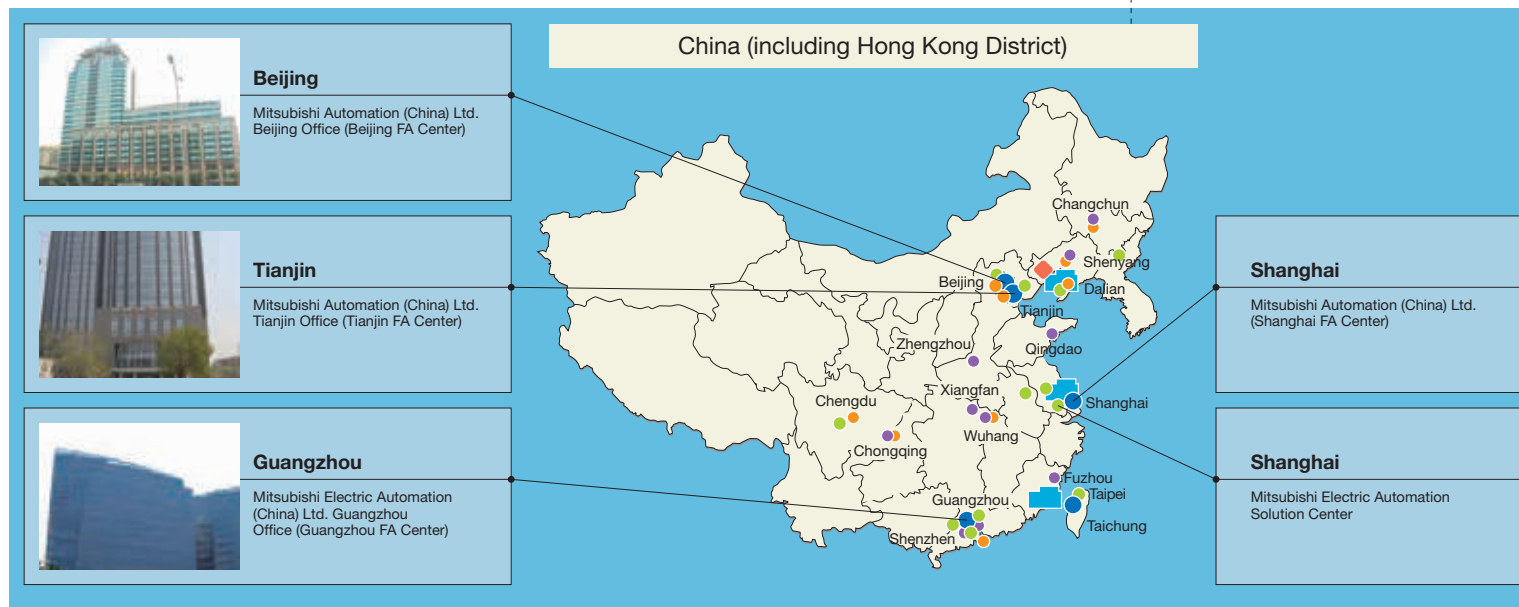 China (including Hong Kong District)
Beijing
Mitsubishi Automation (China) Ltd.
Beijing Office (Beijing FA Center)
Tianjin
Mitsubishi Automation (China) Ltd.
Tianjin Office (Tianjin FA Center)
Guangzhou
Mitsubishi Electric Automation
(China) Ltd. Guangzhou
Office (Guangzhou FA Center)
Changchun
Shenyang
Beijing
Dalian
Tianjin
Zhengzhou
Qingdao
Xiangfan
Chengdu
Shanghai
Wuhang
Chongqing
Fuzhou
Guangzhou
Taipei
Taichung
Shenzhen
Shanghai
Mitsubishi Automation (China) Ltd.
(Shanghai FA Center)
Shanghai
Mitsubishi Electric Automation
Solution Center